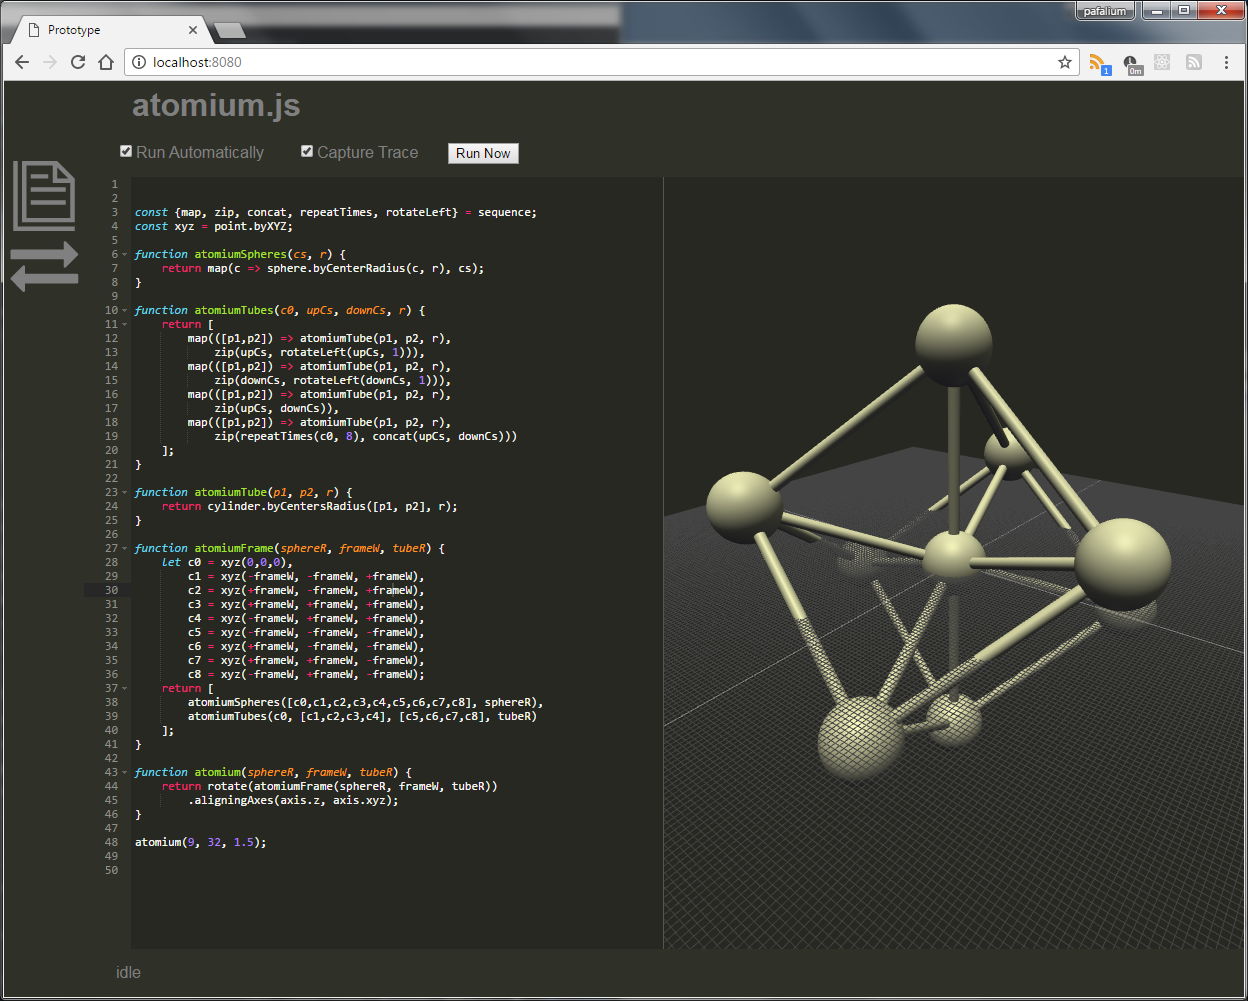 pafalium
Prototype
localhost:8080
1
0m
atomium.js
Run Automatically
Capture Trace
Run Now
1
2
3 const {map, zip, concat, repeatTimes, rotateLeft} = sequence;
4 const xyz = point.byXYZ;
5
6 function atomiumSpheres(cs, r) {
7 return map(c => sphere.byCenterRadius(c, r), cs);
8 }
9
10 function atomiumTubes(c0, upCs, downCs, r) {
11 return [
12 map(([p1,p2]) => atomiumTube(p1, p2, r),
13 zip(upCs, rotateLeft(upCs, 1))),
14 map(([p1,p2]) => atomiumTube(p1, p2, r),
15 zip(downCs, rotateLeft(downCs, 1))),
16 map(([p1,p2]) => atomiumTube(p1, p2, r),
17 zip(upCs, downCs)),
18 map(([p1,p2]) => atomiumTube(p1, p2, r),
19 zip(repeatTimes(c0, 8), concat(upCs, downCs)))
20 ];
21 }
22
23 function atomiumTube(p1, p2, r) {
24 return cylinder.byCentersRadius([p1, p2], r);
25 }
26
27 function atomiumFrame(sphereR, frameW, tubeR) {
28 let c0 = xyz(0,0,0),
29 c1 = xyz(-frameW, -frameW, +frameW),
30 c2 = xyz(+frameW, -frameW, +frameW),
31 c3 = xyz(+frameW, +frameW, +frameW),
32 c4 = xyz(-frameW, +frameW, +frameW),
33 c5 = xyz(-frameW, -frameW, -frameW),
34 c6 = xyz(+frameW, -frameW, -frameW),
35 c7 = xyz(+frameW, +frameW, -frameW),
36 c8 = xyz(-frameW, +frameW, -frameW);
37 return [
38 atomiumSpheres([c0,c1,c2,c3,c4,c5,c6,c7,c8], sphereR),
39 atomiumTubes(c0, [c1,c2,c3,c4], [c5,c6,c7,c8], tubeR)
40 ];
41 }
42
43 function atomium(sphereR, frameW, tubeR) {
44 return rotate(atomiumFrame(sphereR, frameW, tubeR))
45 .aligningAxes(axis.z, axis.xyz);
46 }
47
48 atomium(9, 32, 1.5);
49
50
idle